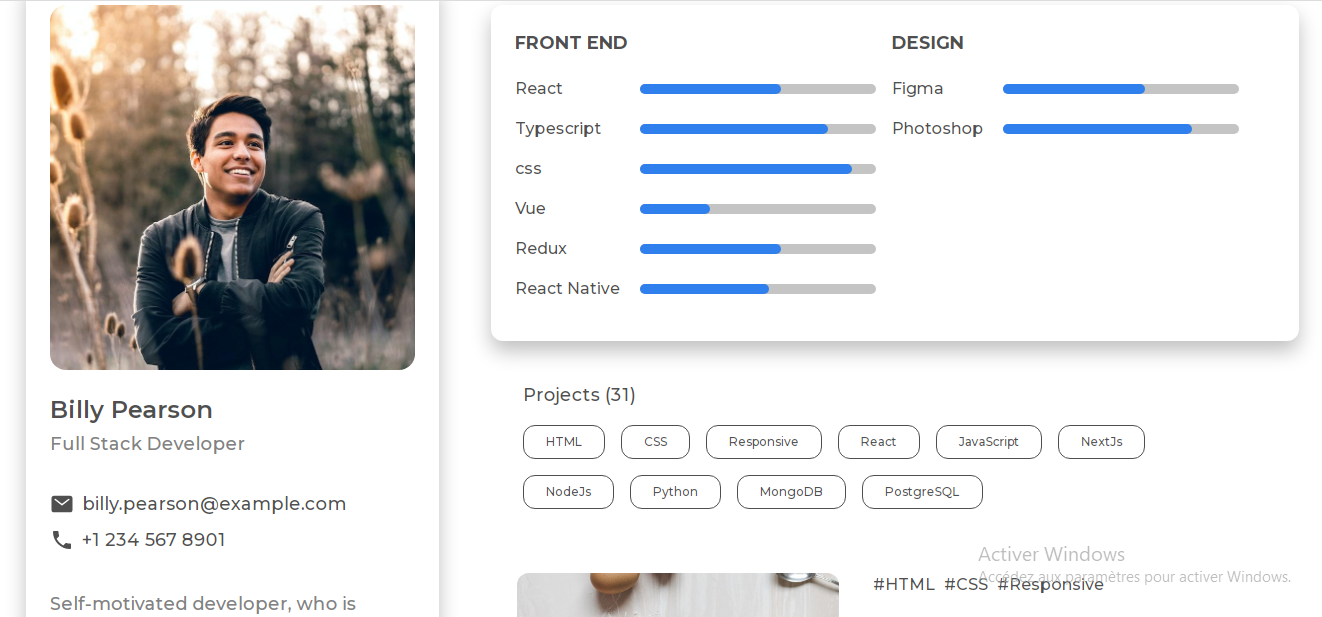 Billy Pearson
Full Stack Developer
billy.pearson@example.com
+1 234 567 8901
Self-motivated developer, who is
FRONT END
React
Typescript
css
Vue
Redux
React Native
DESIGN
Figma
Photoshop
Projects (31)
HTML CSS Responsive React JavaScript NextJs
NodeJs Python MongoDB PostgreSQL
#HTML #CSS #Responsive
Activer Windows
Accédez aux paramètres pour activer Windows.